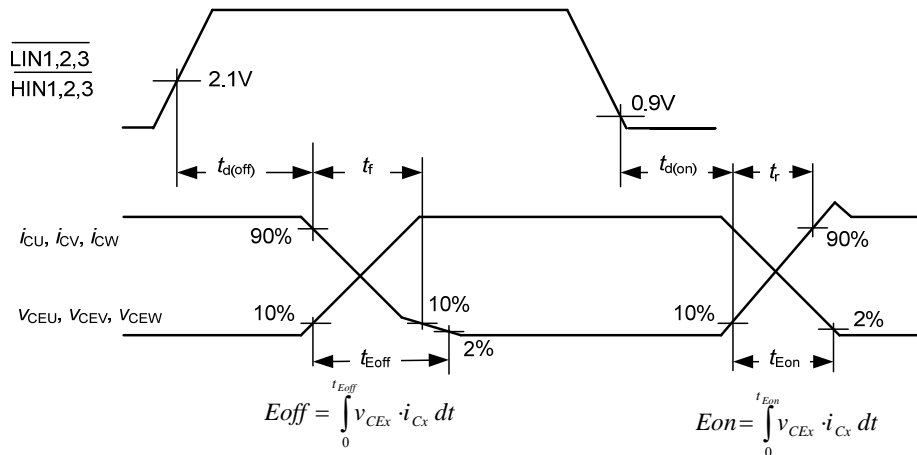 LIN1,2,3
HIN1,2,3
2.1V
0.9V
td(off)
tf
td(on)
tr
iCU, iCV, iCW
90%
90%
vCEU, vCEV, vCEW
10%
10%
10%
2%
2%
tEoff
tEon
Eoff = ∫₀^tEoff vCEx · iCx dt
Eon = ∫₀^tEon vCEx · iCx dt